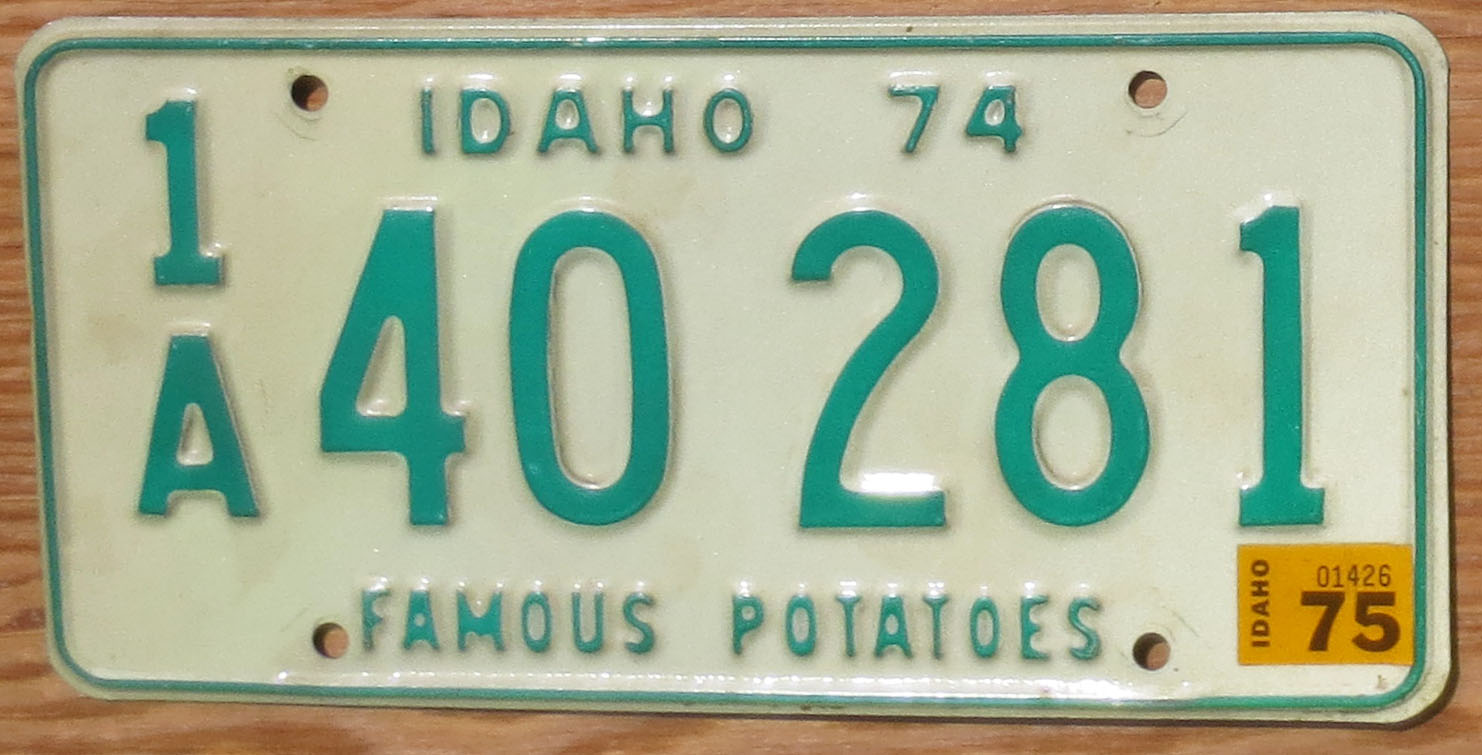 IDAHO 74
1
A
40 281
FAMOUS POTATOES
IDAHO
01426
75